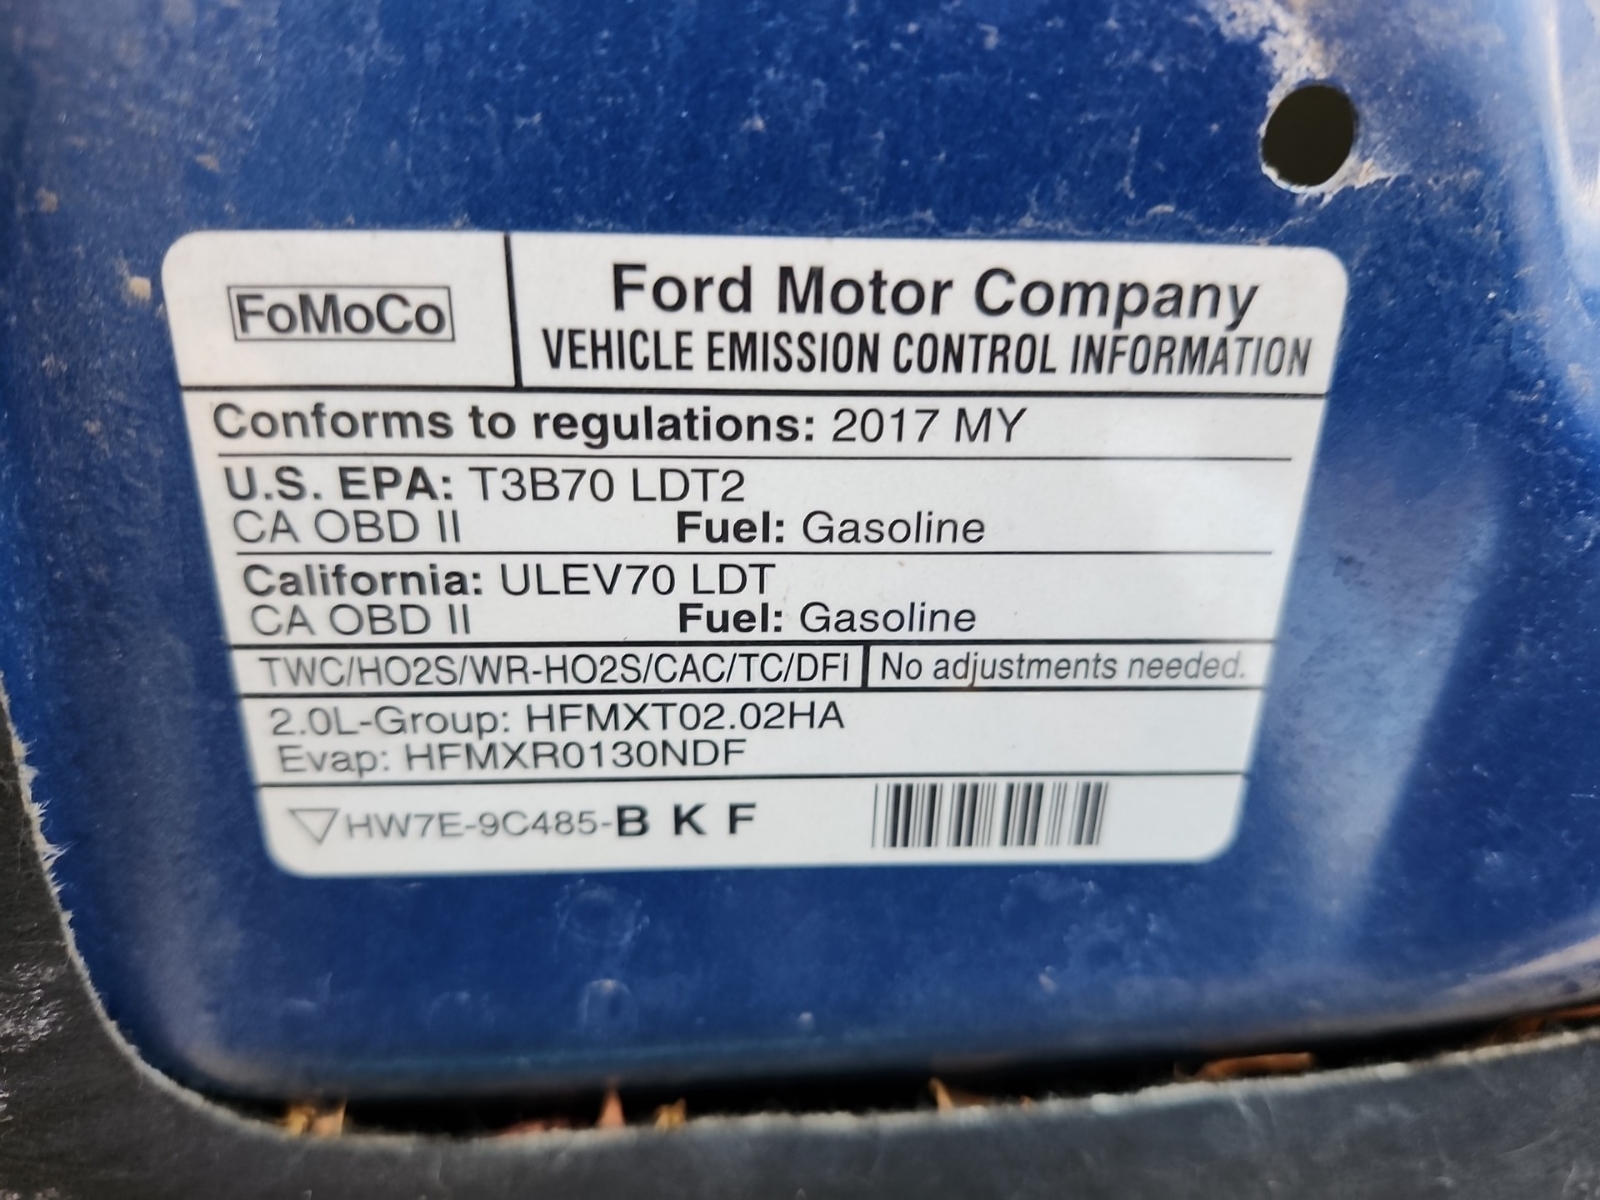 FoMoCo
Ford Motor Company
VEHICLE EMISSION CONTROL INFORMATION
Conforms to regulations: 2017 MY
U.S. EPA: T3B70 LDT2
CA OBD II Fuel: Gasoline
California: ULEV70 LDT
CA OBD II Fuel: Gasoline
TWC/HO2S/WR-HO2S/CAC/TC/DFI No adjustments needed.
2.0L-Group: HFMXT02.02HA
Evap: HFMXR0130NDF
HW7E-9C485-B K F